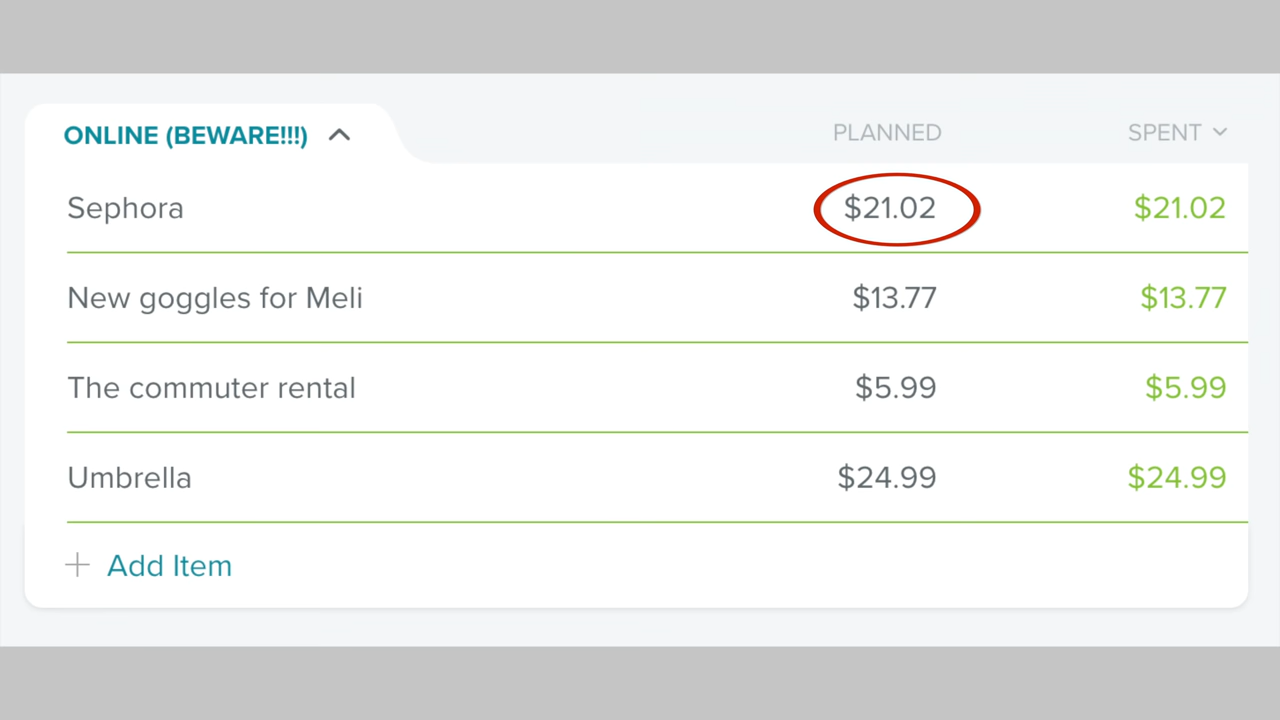 ONLINE (BEWARE!!!) PLANNED SPENT
Sephora $21.02 $21.02
New goggles for Meli $13.77 $13.77
The commuter rental $5.99 $5.99
Umbrella $24.99 $24.99
+ Add Item